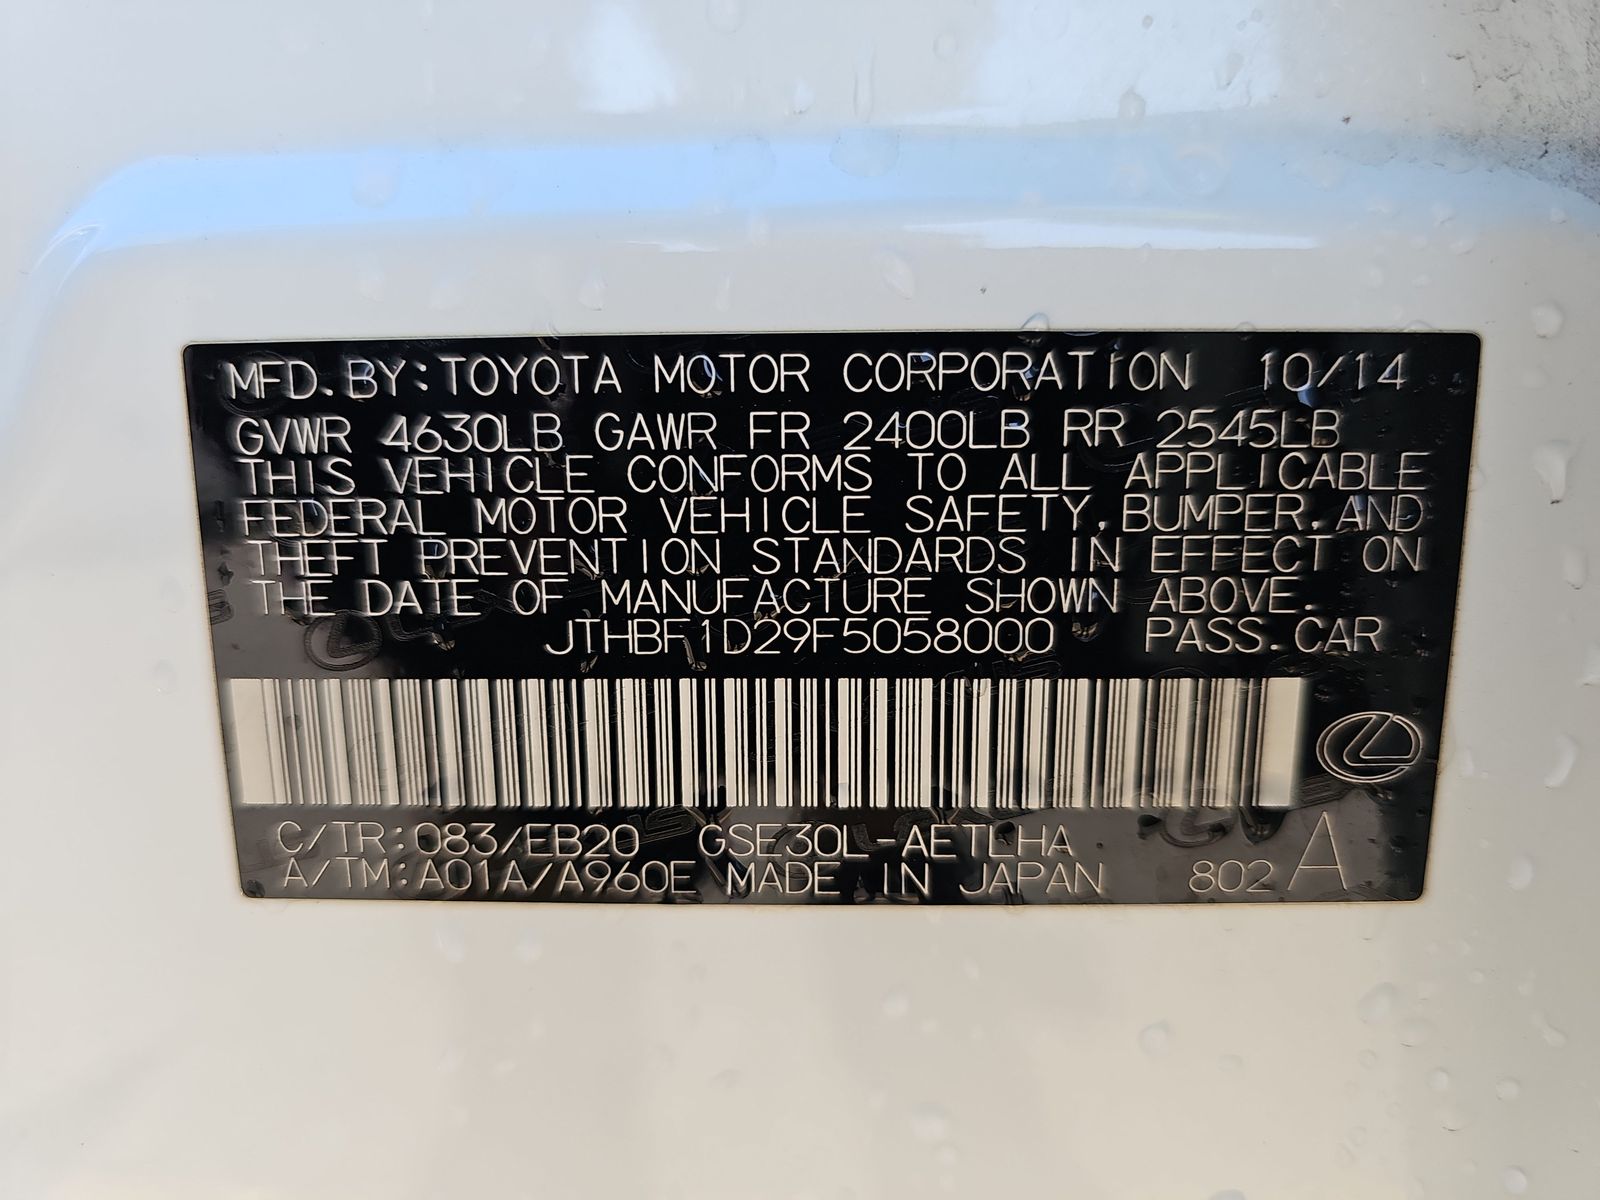 MFD. BY: TOYOTA MOTOR CORPORATION 10/14
GVWR 4630LB GAWR FR 2400LB RR 2545LB
THIS VEHICLE CONFORMS TO ALL APPLICABLE
FEDERAL MOTOR VEHICLE SAFETY, BUMPER, AND
THEFT PREVENTION STANDARDS IN EFFECT ON
THE DATE OF MANUFACTURE SHOWN ABOVE.
JTHBF1D29F5058000 PASS. CAR
C/TR: 083/EB20 GSE30L-AETLHA
A/TM: A01A/A960E MADE IN JAPAN 802 A